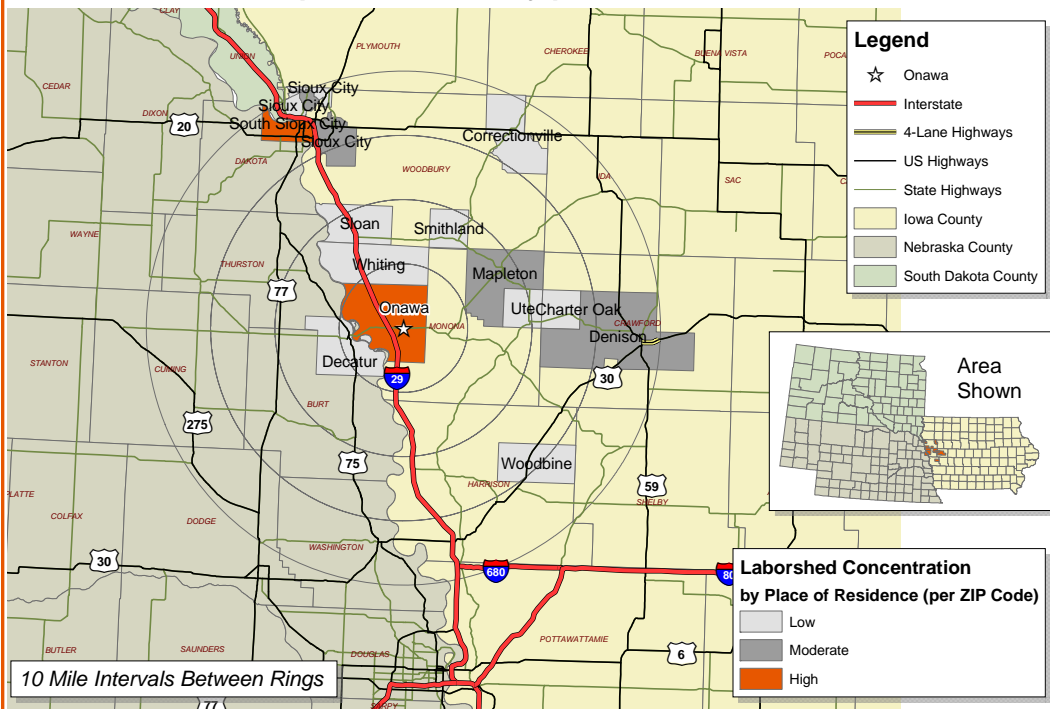 CLAY
UNION
PLYMOUTH
CHEROKEE
BUENA VISTA
POCA
CEDAR
DIXON
20
Sioux City
Sioux City
South Sioux City
Sioux City
DAKOTA
Correctionville
WOODBURY
IDA
SAC
WAYNE
Sloan
Smithland
THURSTON
Whiting
Mapleton
77
Onawa
MONONA
Ute
Charter Oak
CRAWFORD
Denison
STANTON
CUMING
Decatur
29
30
BURT
275
75
Woodbine
HARRISON
59
SHELBY
PLATTE
COLFAX
DODGE
WASHINGTON
30
680
80
BUTLER
SAUNDERS
DOUGLAS
POTTAWATTAMIE
6
SARPY
77
10 Mile Intervals Between Rings
Legend
Onawa
Interstate
4-Lane Highways
US Highways
State Highways
Iowa County
Nebraska County
South Dakota County
Area
Shown
Laborshed Concentration
by Place of Residence (per ZIP Code)
Low
Moderate
High